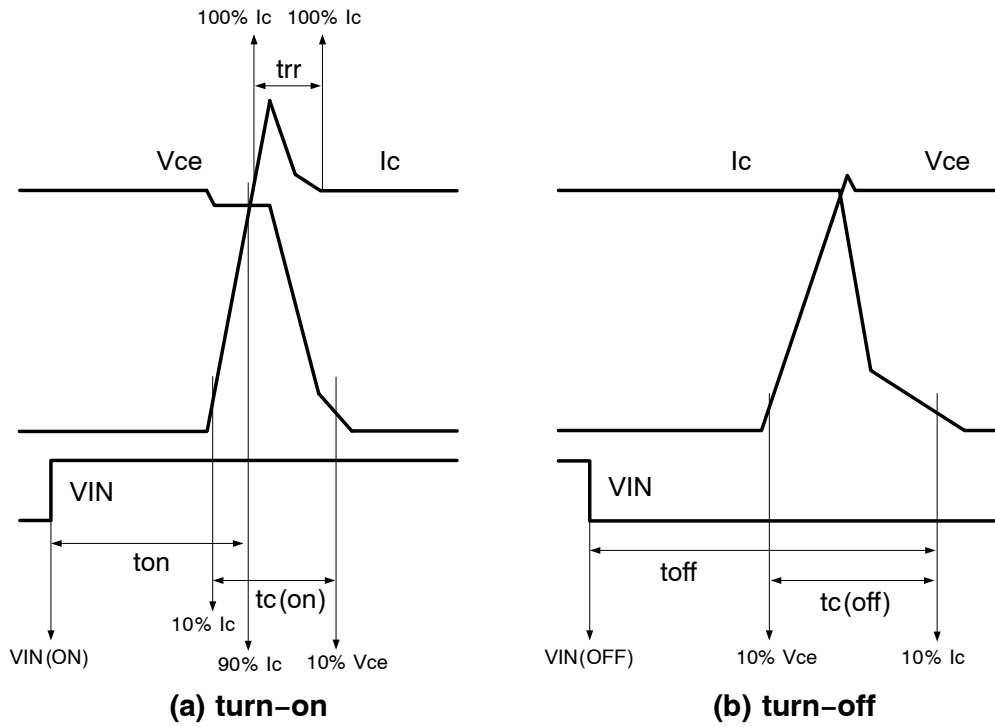 100% Ic
100% Ic
trr
Vce
Ic
VIN
ton
tc(on)
10% Ic
VIN(ON)
90% Ic
10% Vce
(a) turn−on
Ic
Vce
VIN
toff
tc(off)
VIN(OFF)
10% Vce
10% Ic
(b) turn−off